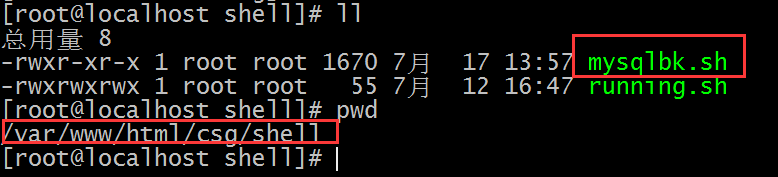 [root@localhost shell]# ll
总用量 8
-rwxr-xr-x 1 root root 1670 7月  17 13:57 mysqlbk.sh
-rwxrwxrwx 1 root root   55 7月  12 16:47 running.sh
[root@localhost shell]# pwd
/var/www/html/csg/shell
[root@localhost shell]#